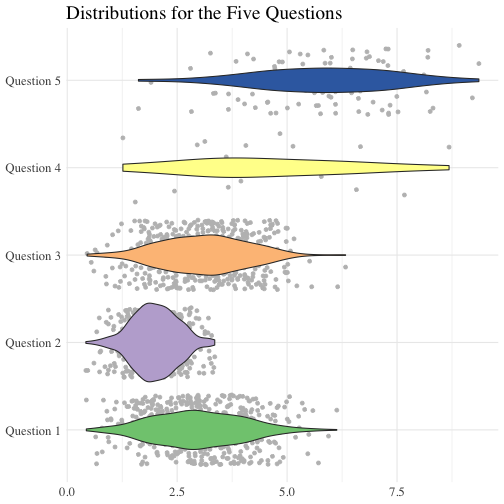 Distributions for the Five Questions
Question 5
Question 4
Question 3
Question 2
Question 1
0.0 2.5 5.0 7.5